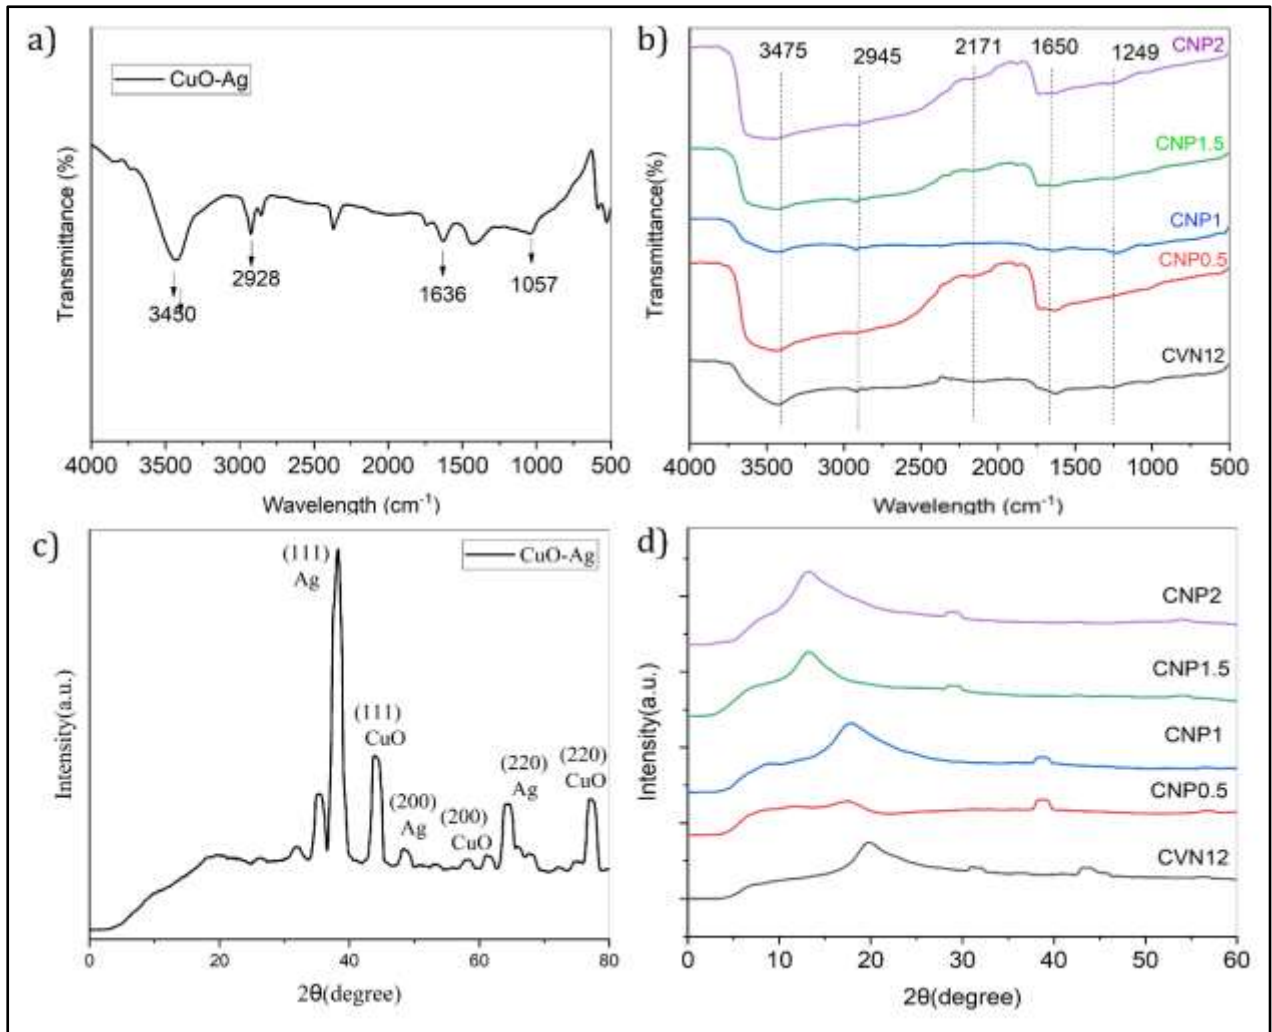 a)
CuO-Ag
Transmittance (%)
3450
2928
1636
1057
4000 3500 3000 2500 2000 1500 1000 500
Wavelength (cm⁻¹)
b)
3475 2945 2171 1650 1249
CNP2
CNP1.5
CNP1
CNP0.5
CVN12
Transmittance(%)
4000 3500 3000 2500 2000 1500 1000 500
Wavelength (cm⁻¹)
c)
CuO-Ag
(111)
Ag
(111)
CuO
(200)
Ag
(200)
CuO
(220)
Ag
(220)
CuO
Intensity(a.u.)
0 20 40 60 80
2θ(degree)
d)
CNP2
CNP1.5
CNP1
CNP0.5
CVN12
Intensity(a.u.)
0 10 20 30 40 50 60
2θ(degree)